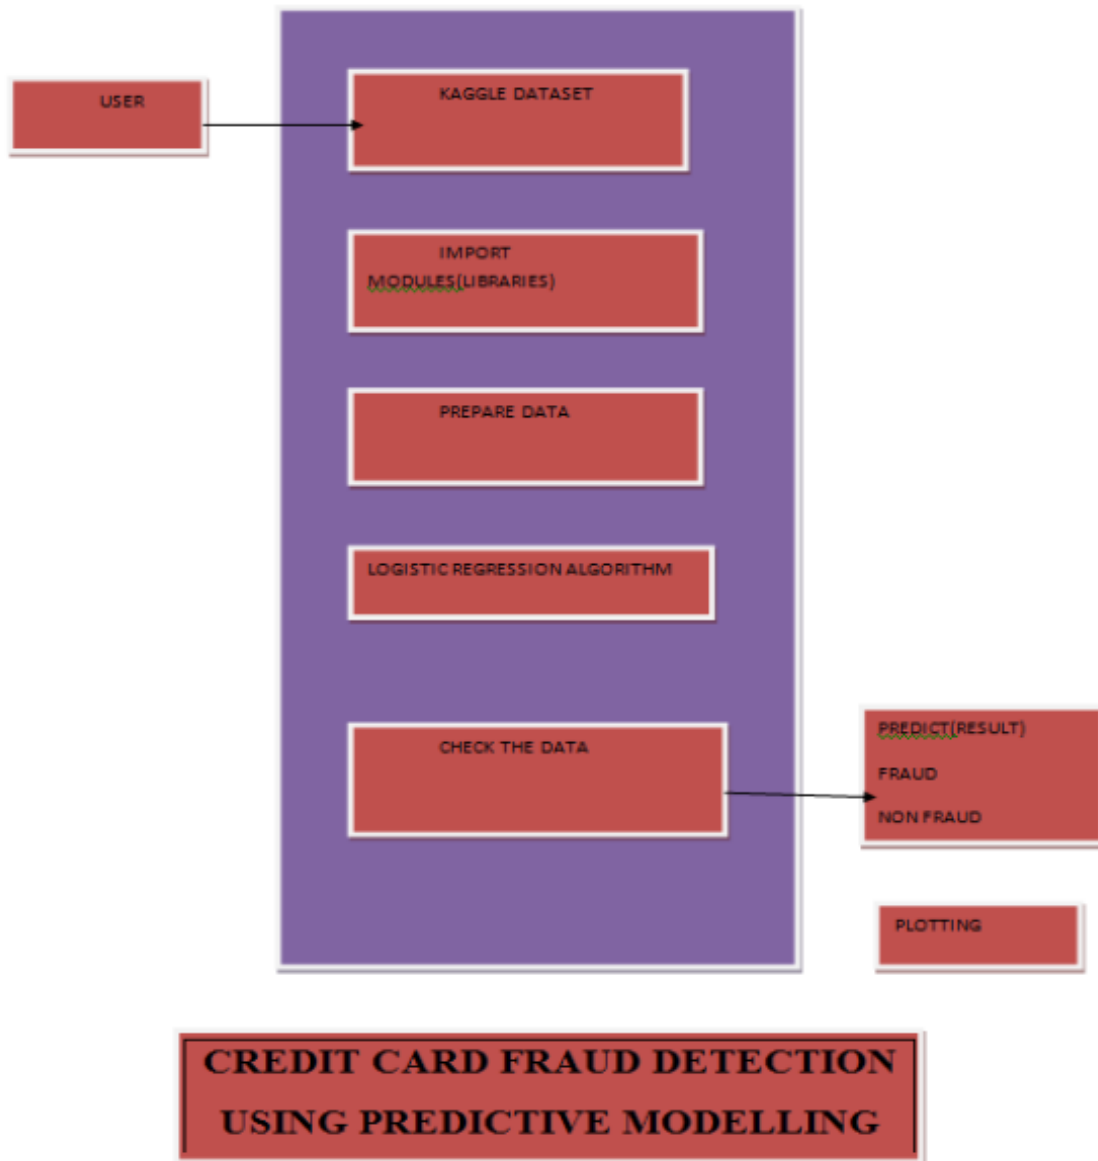 USER
KAGGLE DATASET
IMPORT
MODULES(LIBRARIES)
PREPARE DATA
LOGISTIC REGRESSION ALGORITHM
CHECK THE DATA
PREDICT(RESULT)
FRAUD
NON FRAUD
PLOTTING
CREDIT CARD FRAUD DETECTION
USING PREDICTIVE MODELLING